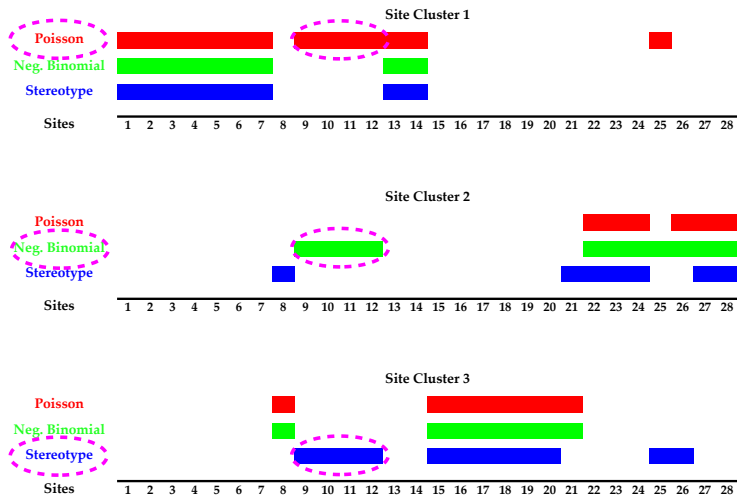 Site Cluster 1
Poisson
Neg. Binomial
Stereotype
Sites 1 2 3 4 5 6 7 8 9 10 11 12 13 14 15 16 17 18 19 20 21 22 23 24 25 26 27 28
Site Cluster 2
Poisson
Neg. Binomial
Stereotype
Sites 1 2 3 4 5 6 7 8 9 10 11 12 13 14 15 16 17 18 19 20 21 22 23 24 25 26 27 28
Site Cluster 3
Poisson
Neg. Binomial
Stereotype
Sites 1 2 3 4 5 6 7 8 9 10 11 12 13 14 15 16 17 18 19 20 21 22 23 24 25 26 27 28